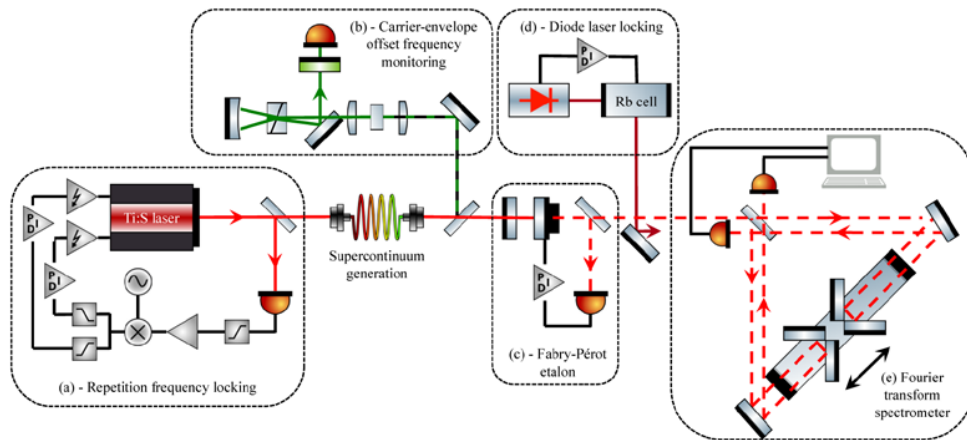 (b) - Carrier-envelope
offset frequency
monitoring
(d) - Diode laser locking
P I D
Rb cell
Ti:S laser
P I D
P I D
Supercontinuum
generation
P I D
(a) - Repetition frequency locking
(c) - Fabry-Pérot
etalon
(e) Fourier
transform
spectrometer